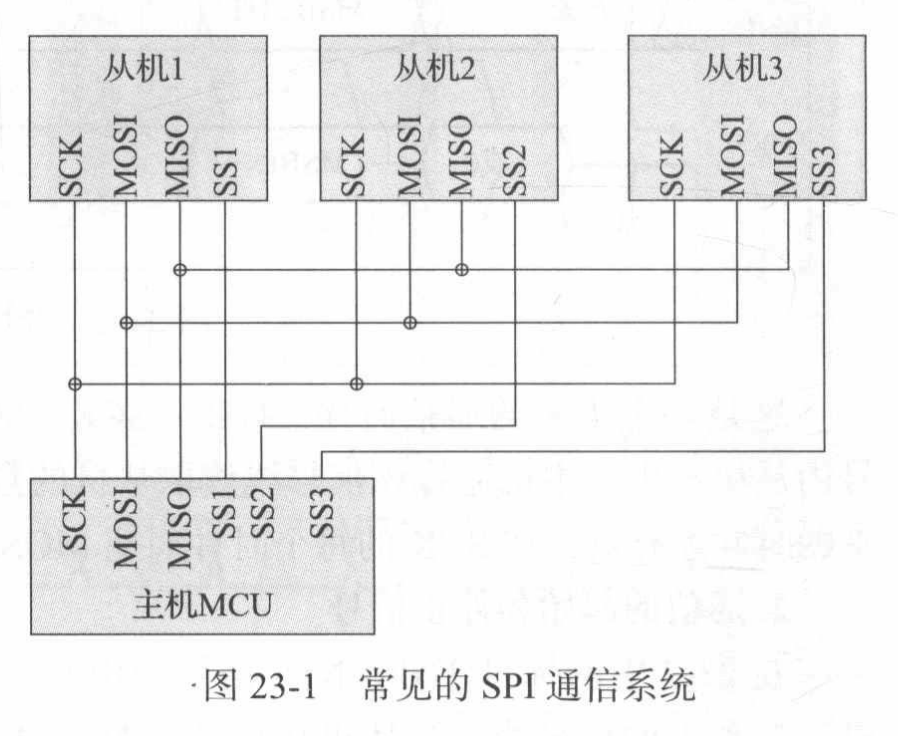 从机1 从机2 从机3
SCK MOSI MISO SS1 SCK MOSI MISO SS2 SCK MOSI MISO SS3
SCK MOSI MISO SS1 SS2 SS3
主机MCU
图 23-1 常见的 SPI 通信系统